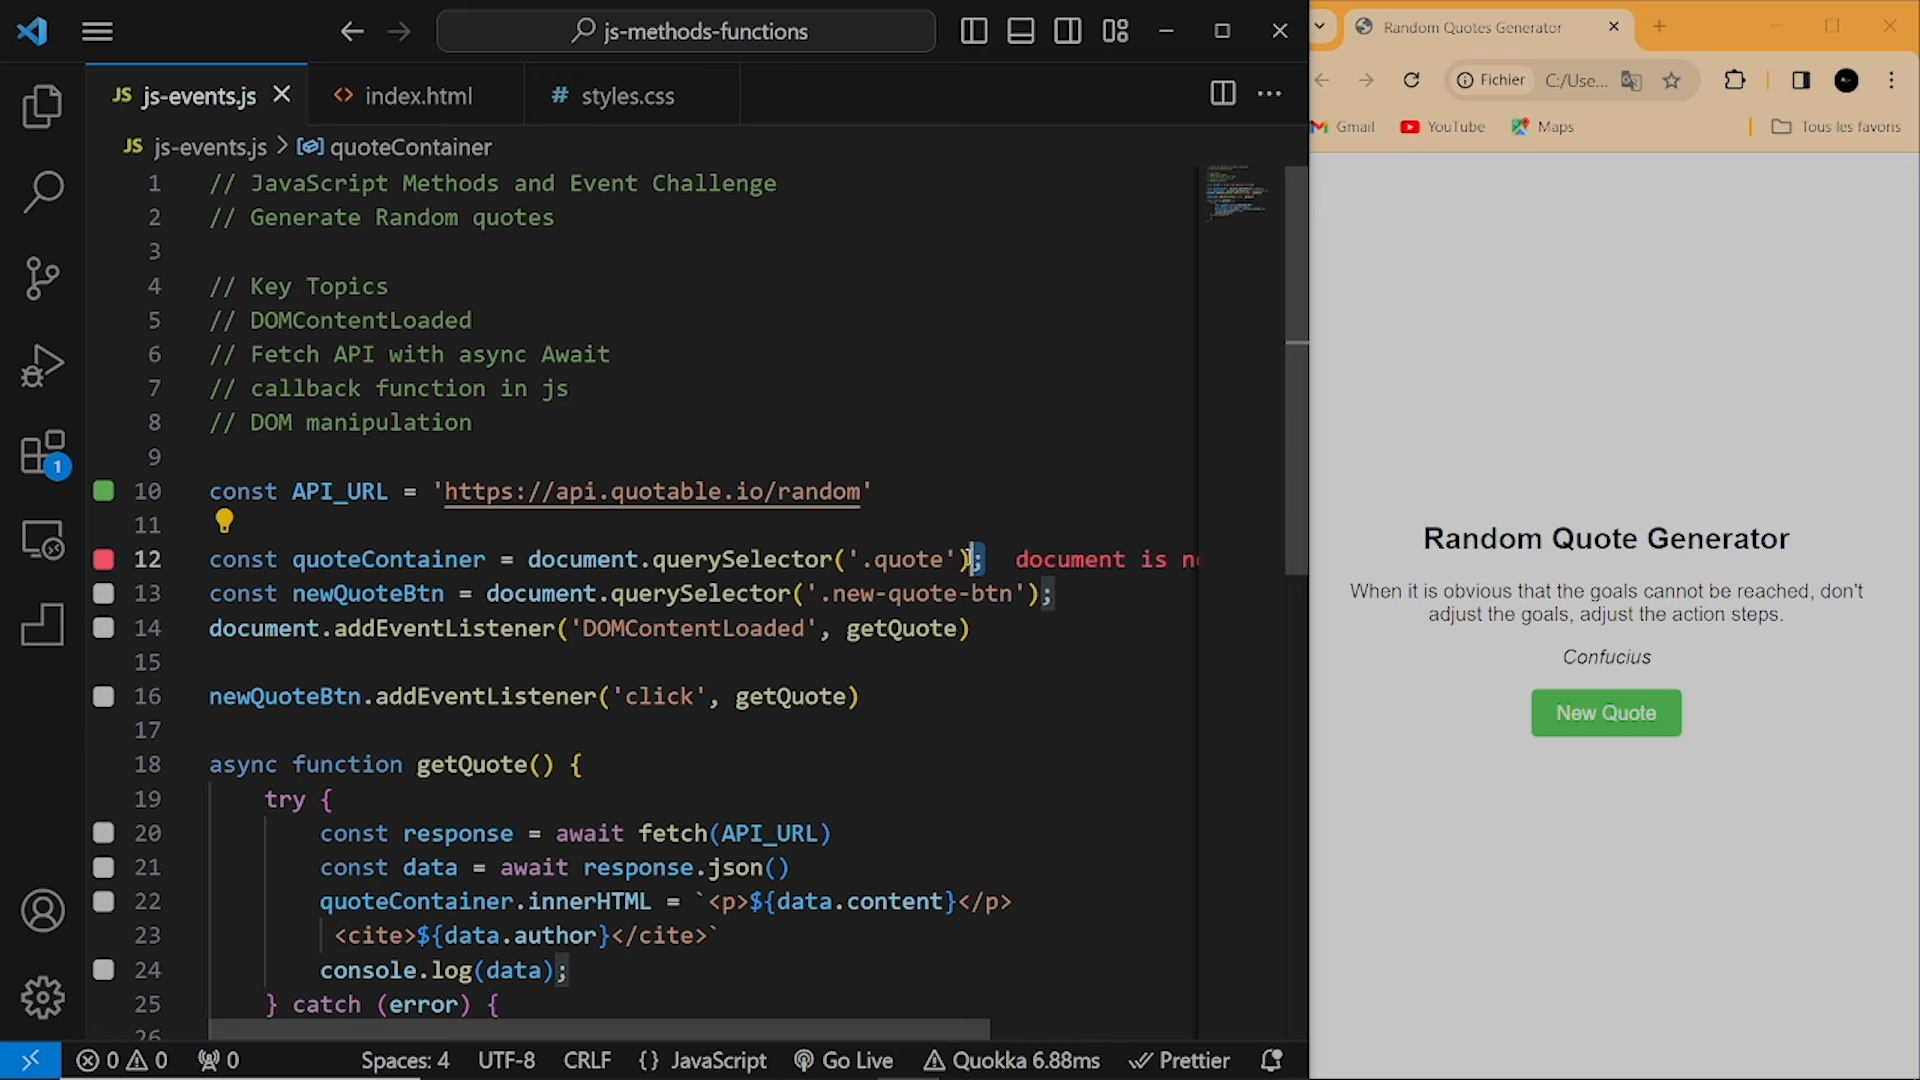 js-methods-functions
JS js-events.js
<> index.html
# styles.css
JS js-events.js > quoteContainer
1 // JavaScript Methods and Event Challenge
2 // Generate Random quotes
3
4 // Key Topics
5 // DOMContentLoaded
6 // Fetch API with async Await
7 // callback function in js
8 // DOM manipulation
9
10 const API_URL = 'https://api.quotable.io/random'
11
12 const quoteContainer = document.querySelector('.quote'); document is n
13 const newQuoteBtn = document.querySelector('.new-quote-btn');
14 document.addEventListener('DOMContentLoaded', getQuote)
15
16 newQuoteBtn.addEventListener('click', getQuote)
17
18 async function getQuote() {
19 try {
20 const response = await fetch(API_URL)
21 const data = await response.json()
22 quoteContainer.innerHTML = `<p>${data.content}</p>
23 <cite>${data.author}</cite>`
24 console.log(data);
25 } catch (error) {
26
1
0 0 0 Spaces: 4 UTF-8 CRLF {} JavaScript Go Live Quokka 6.88ms Prettier
Random Quotes Generator
Fichier C:/Use...
Gmail YouTube Maps Tous les favoris
Random Quote Generator
When it is obvious that the goals cannot be reached, don't
adjust the goals, adjust the action steps.
Confucius
New Quote